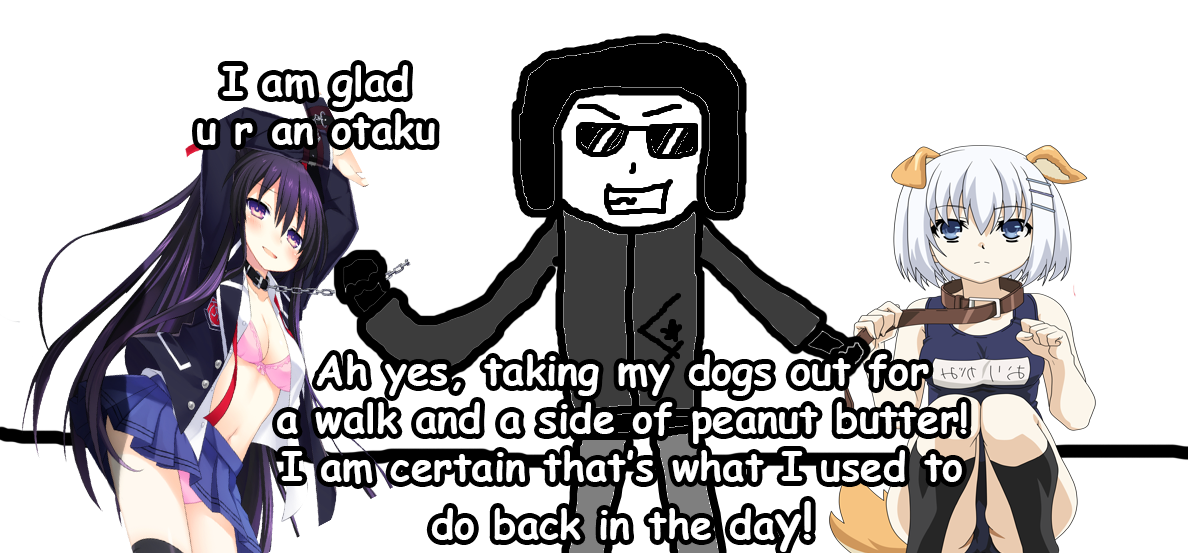 I am glad
u r an otaku
Ah yes, taking my dogs out for
a walk and a side of peanut butter!
I am certain that's what I used to
do back in the day!